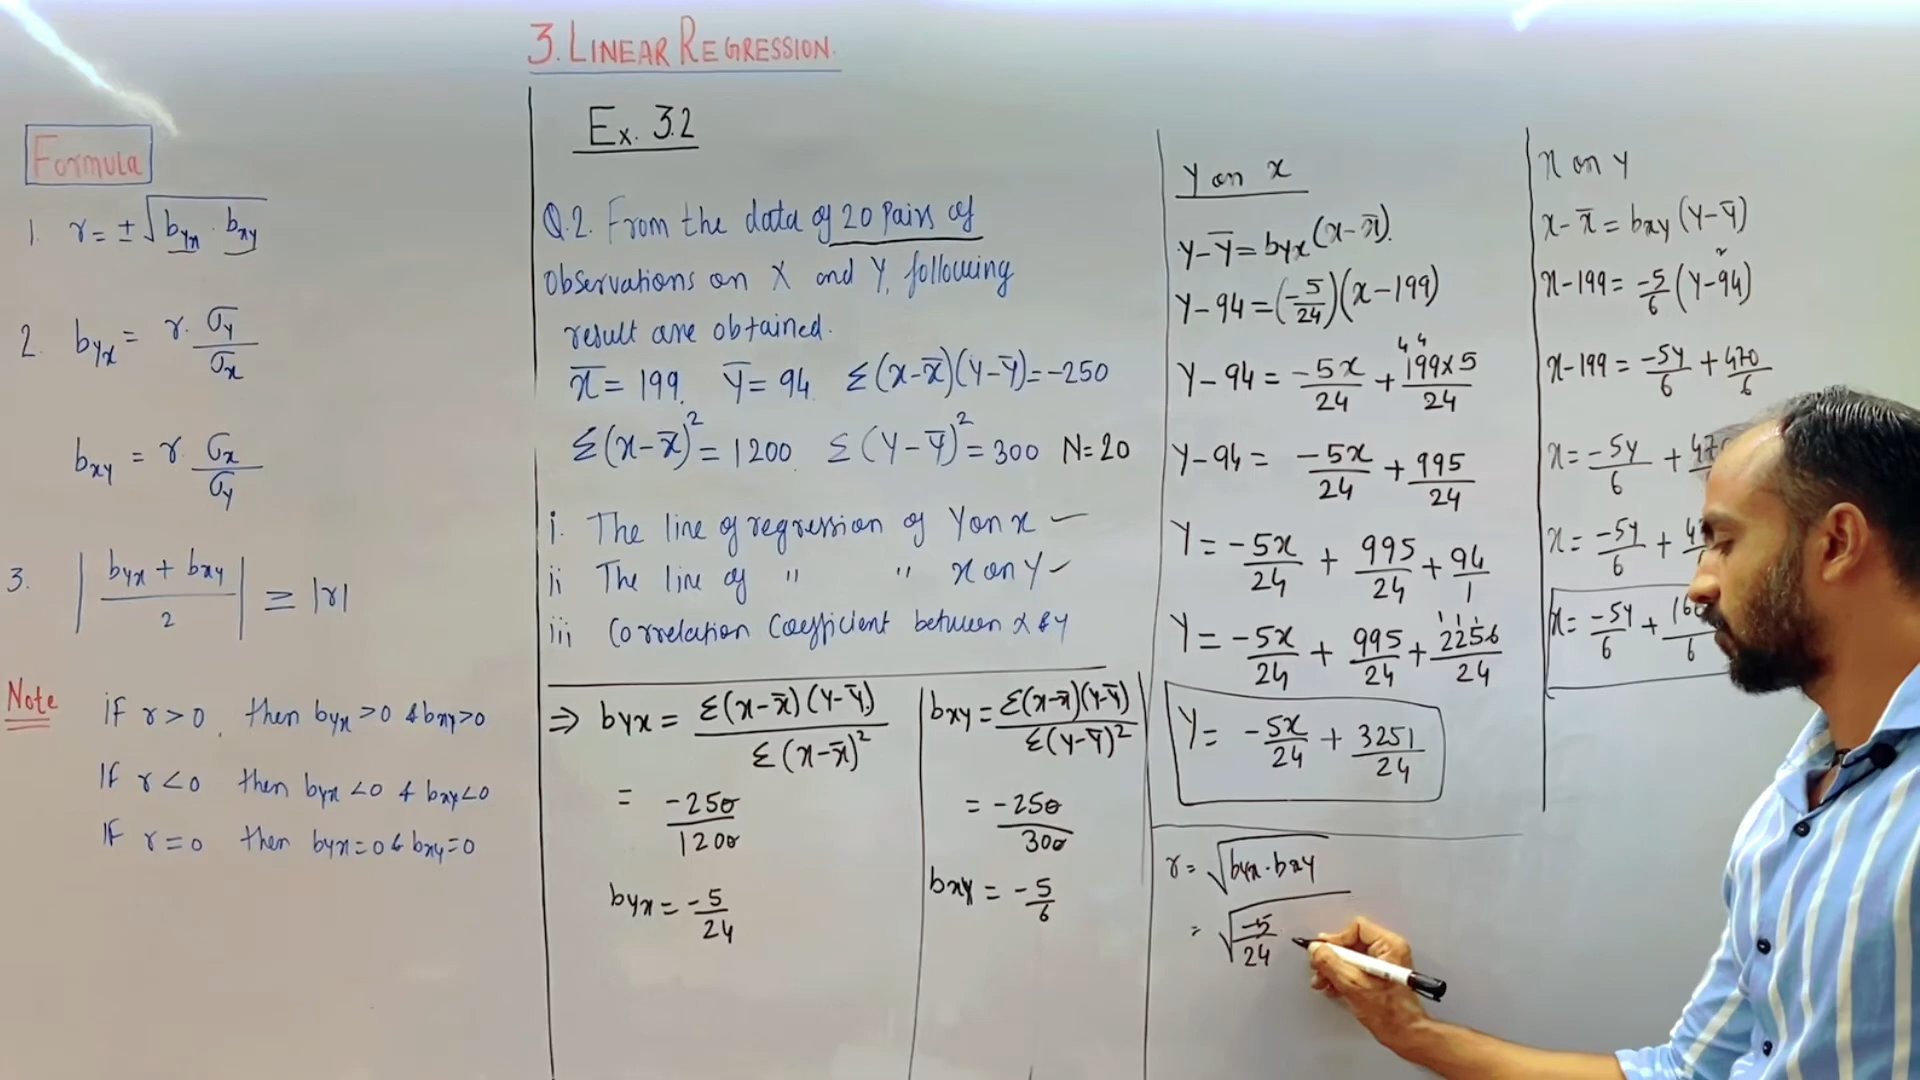 3. LINEAR REGRESSION.
Formula
1. r = ± √byx · bxy
2. byx = r. σy/σx
bxy = r. σx/σy
3. |(byx + bxy)/2| ≥ |r|
Note
if r>0, then byx>0 & bxy>0
If r<0 then byx<0 & bxy<0
If r=0 then byx=0 & bxy=0
Ex. 3.2
Q.2. From the data of 20 pairs of
observations on X and Y, following
result are obtained.
x̄ = 199. ȳ = 94. Σ(x-x̄)(y-ȳ) = -250
Σ(x-x̄)² = 1200. Σ(y-ȳ)² = 300 N=20
i. The line of regression of Y on x –
ii The line of " " x on Y –
iii Correlation Coefficient between x & y
⇒ byx = Σ(x-x̄)(y-ȳ)/Σ(x-x̄)²
= -250/1200
byx = -5/24
bxy = Σ(x-x̄)(y-ȳ)/Σ(y-ȳ)²
= -250/300
bxy = -5/6
Y on x
y-ȳ = byx(x-x̄).
y-94 = (-5/24)(x-199)
4 4
y-94 = -5x/24 + 199×5/24
y-94 = -5x/24 + 995/24
Y = -5x/24 + 995/24 + 94/1
1 1 1
Y = -5x/24 + 995/24 + 2256/24
Y = -5x/24 + 3251/24
r = √byx·bxy
= √-5/24
x on y
x-x̄ = bxy(y-ȳ)
2
x-199 = -5/6(y-94)
x-199 = -5y/6 + 470/6
x = -5y/6 +
x = -5y/6 +
x = -5y/6 +